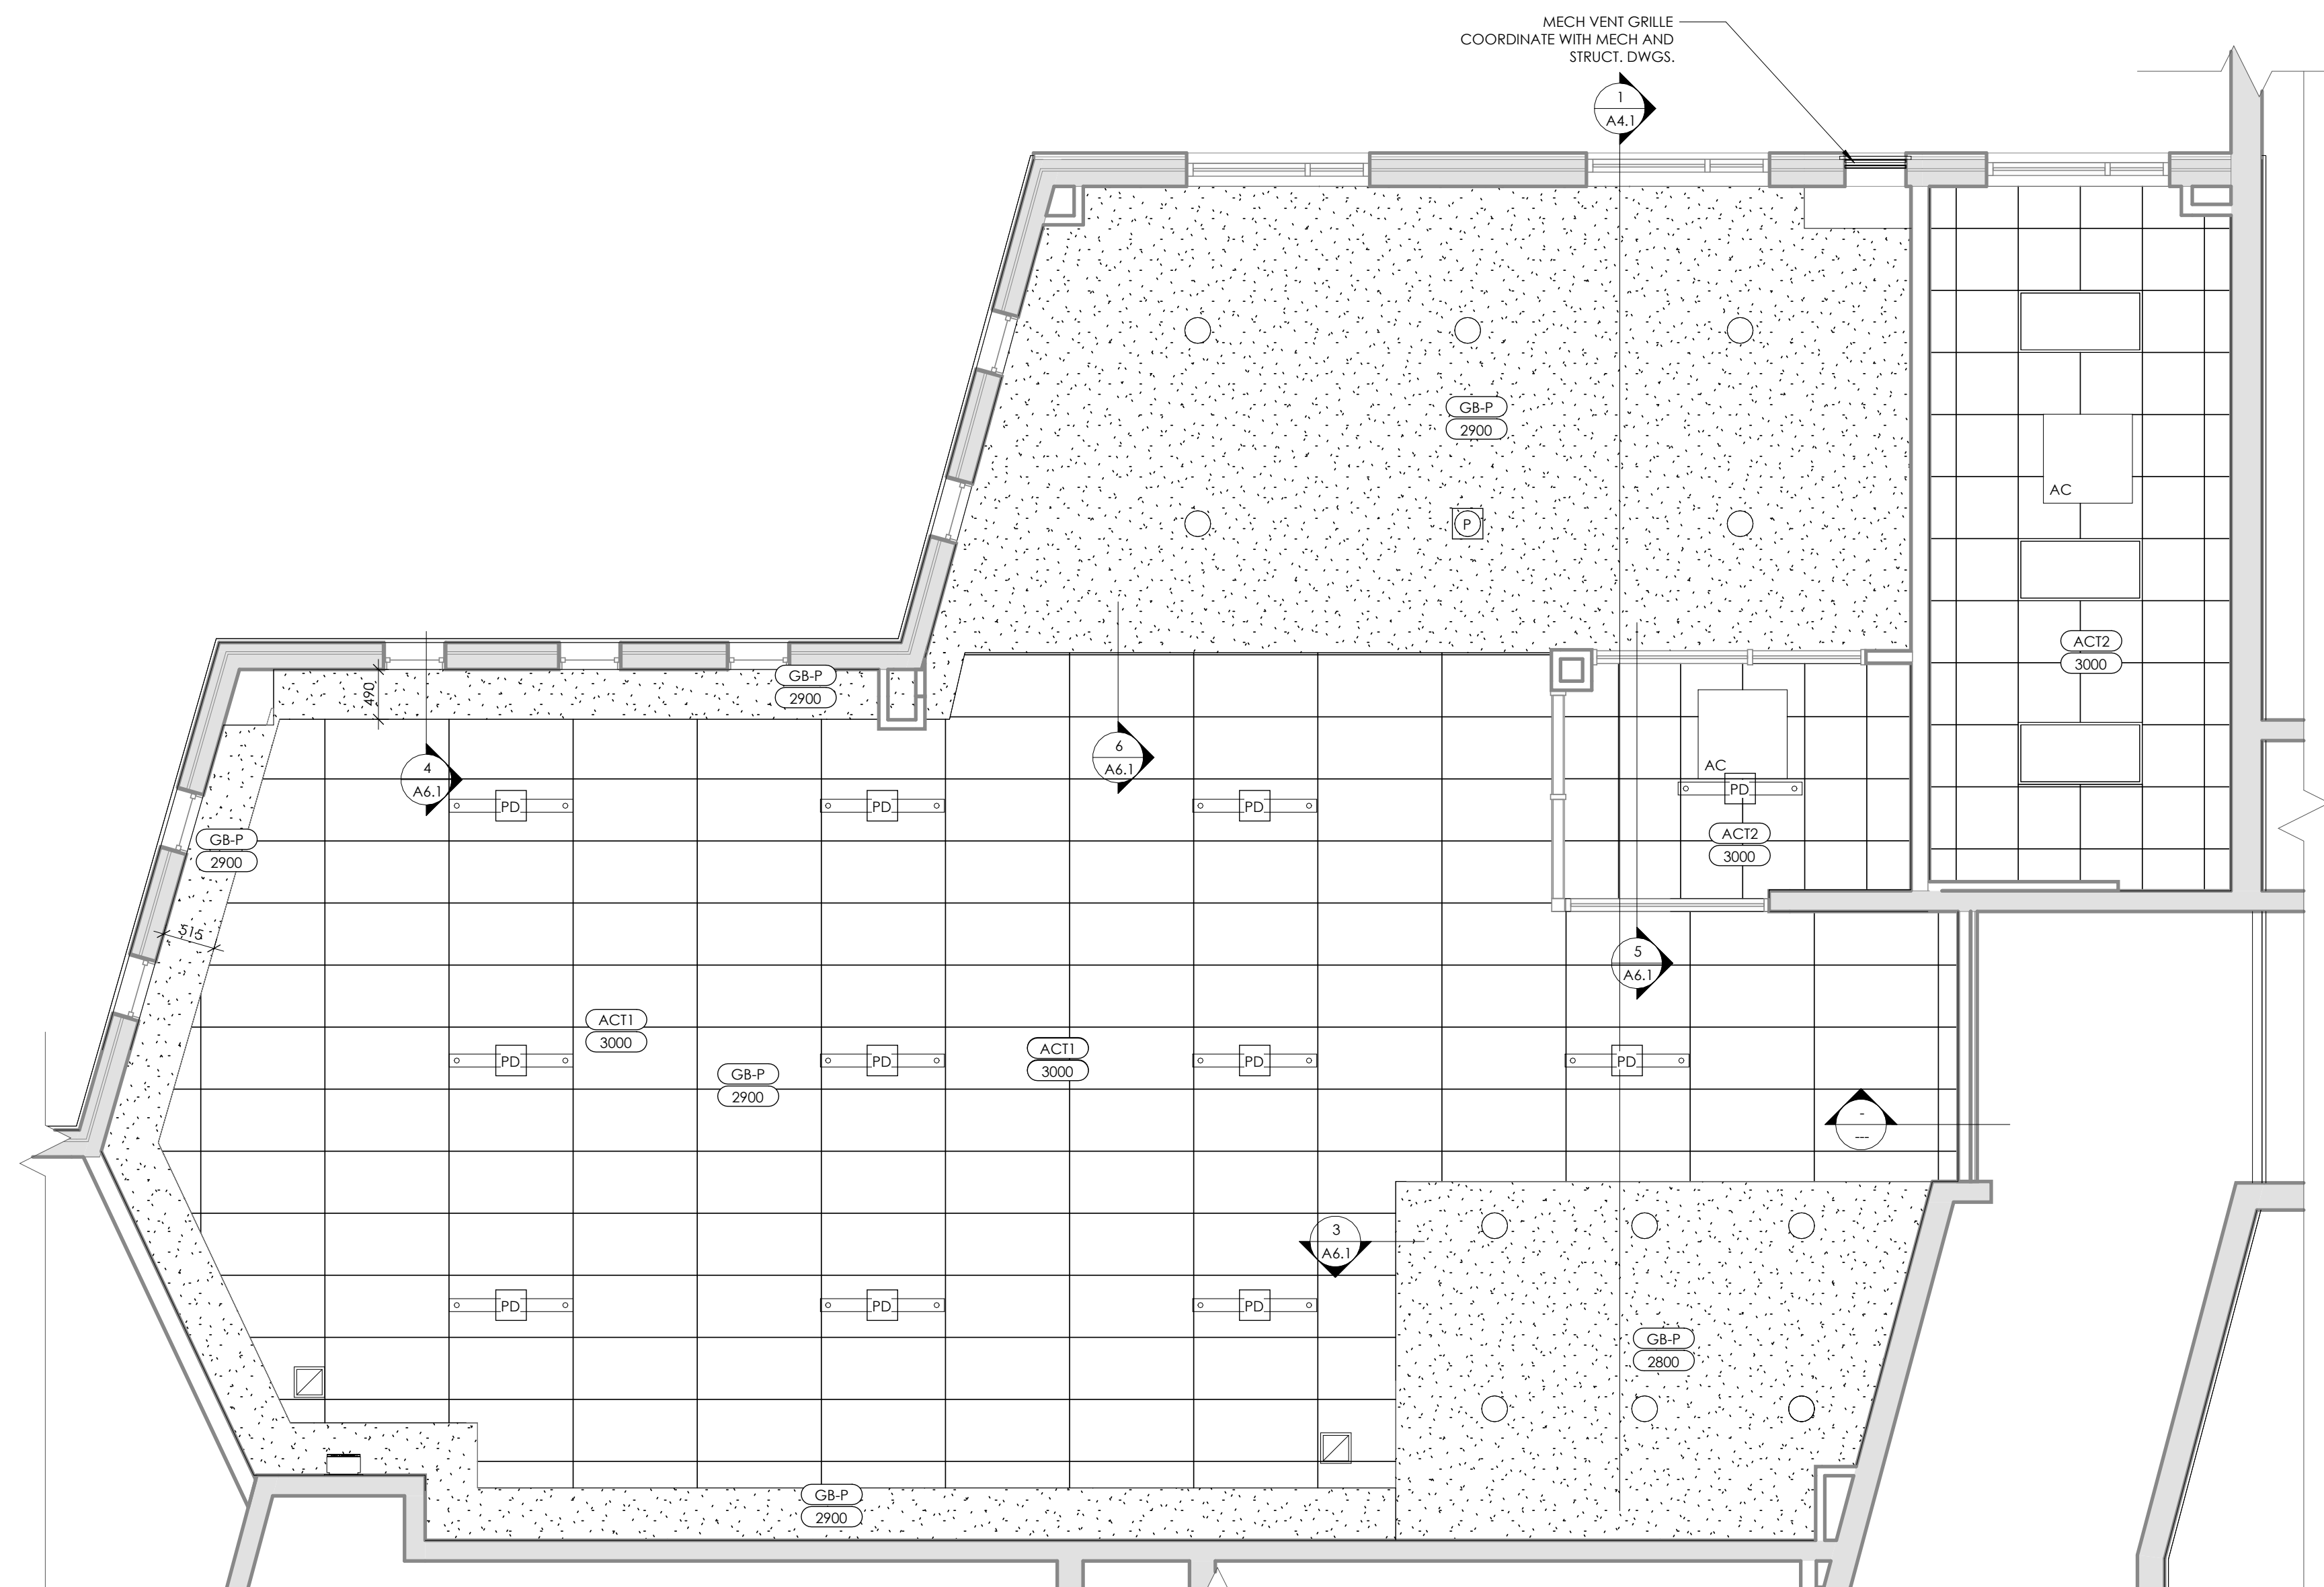 MECH VENT GRILLE
COORDINATE WITH MECH AND
STRUCT. DWGS.
1
A4.1
GB-P
2900
P
AC
ACT2
3000
GB-P
2900
490
4
A6.1
6
A6.1
AC
PD
PD
PD
PD
ACT2
3000
GB-P
2900
515
5
A6.1
ACT1
3000
ACT1
3000
GB-P
2900
PD
PD
PD
PD
-
---
3
A6.1
PD
PD
PD
GB-P
2800
GB-P
2900